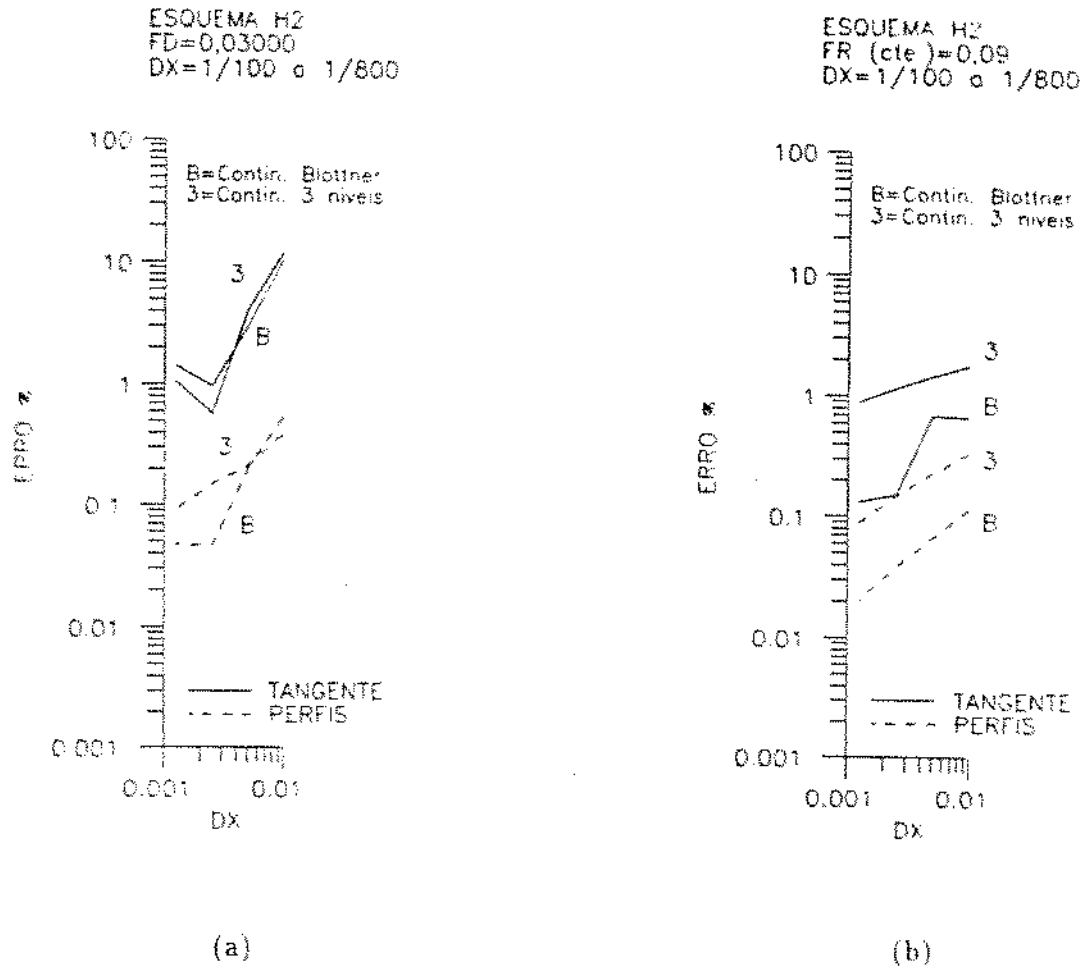 ESQUEMA H2
FD=0,03000
DX=1/100 a 1/800
100
B=Contin. Blottner
3=Contin. 3 niveis
10
3
B
1
ERRO %
3
0.1
B
0.01
TANGENTE
PERFIS
0.001
0.001
0.01
DX
(a)
ESQUEMA H2
FR (cte )=0,09
DX=1/100 a 1/800
100
B=Contin. Blottner
3=Contin. 3 niveis
10
3
1
B
ERRO %
3
0.1
B
0.01
TANGENTE
PERFIS
0.001
0.001
0.01
DX
(b)